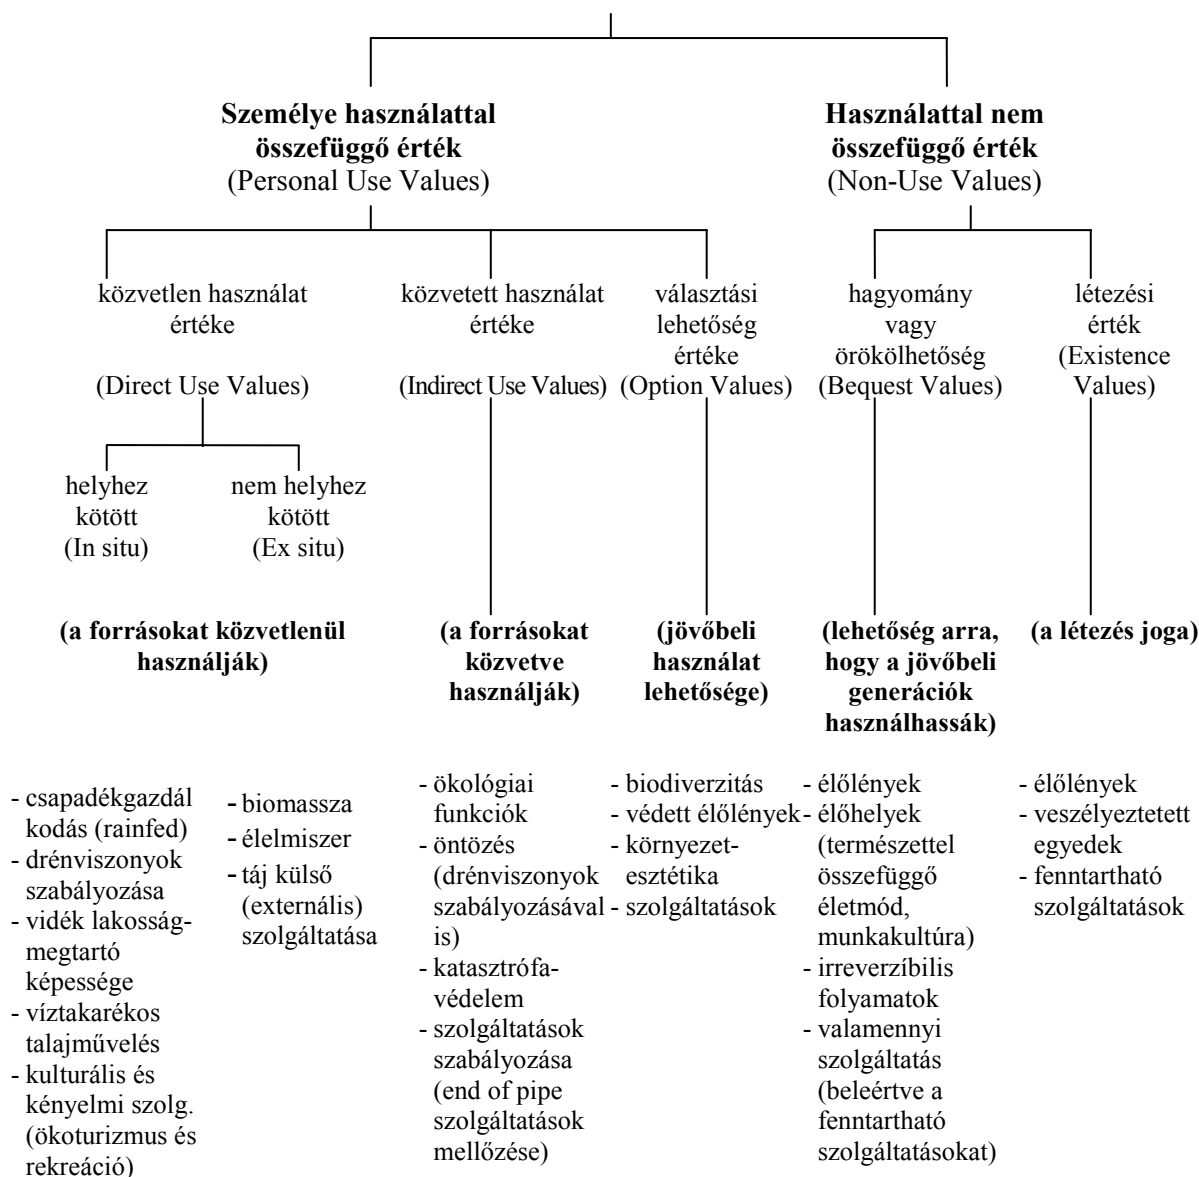 Személye használattal
összefüggő érték
(Personal Use Values)
Használattal nem
összefüggő érték
(Non-Use Values)
közvetlen használat
értéke
(Direct Use Values)
közvetett használat
értéke
(Indirect Use Values)
választási
lehetőség
értéke
(Option Values)
hagyomány
vagy
örökölhetőség
(Bequest Values)
létezési
érték
(Existence
Values)
helyhez
kötött
(In situ)
nem helyhez
kötött
(Ex situ)
(a forrásokat közvetlenül
használják)
(a forrásokat
közvetve
használják)
(jövőbeli
használat
lehetősége)
(lehetőség arra,
hogy a jövőbeli
generációk
használhassák)
(a létezés joga)
- csapadékgazdál
kodás (rainfed)
- drénviszonyok
szabályozása
- vidék lakosság-
megtartó
képessége
- víztakarékos
talajművelés
- kulturális és
kényelmi szolg.
(ökoturizmus és
rekreáció)
- biomassza
- élelmiszer
- táj külső
(externális)
szolgáltatása
- ökológiai
funkciók
- öntözés
(drénviszonyok
szabályozásával
is)
- katasztrófa-
védelem
- szolgáltatások
szabályozása
(end of pipe
szolgáltatások
mellőzése)
- biodiverzitás
- védett élőlények
- környezet-
esztétika
- szolgáltatások
- élőlények
- élőhelyek
(természettel
összefüggő
életmód,
munkakultúra)
- irreverzíbilis
folyamatok
- valamennyi
szolgáltatás
(beleértve a
fenntartható
szolgáltatásokat)
- élőlények
- veszélyeztetett
egyedek
- fenntartható
szolgáltatások